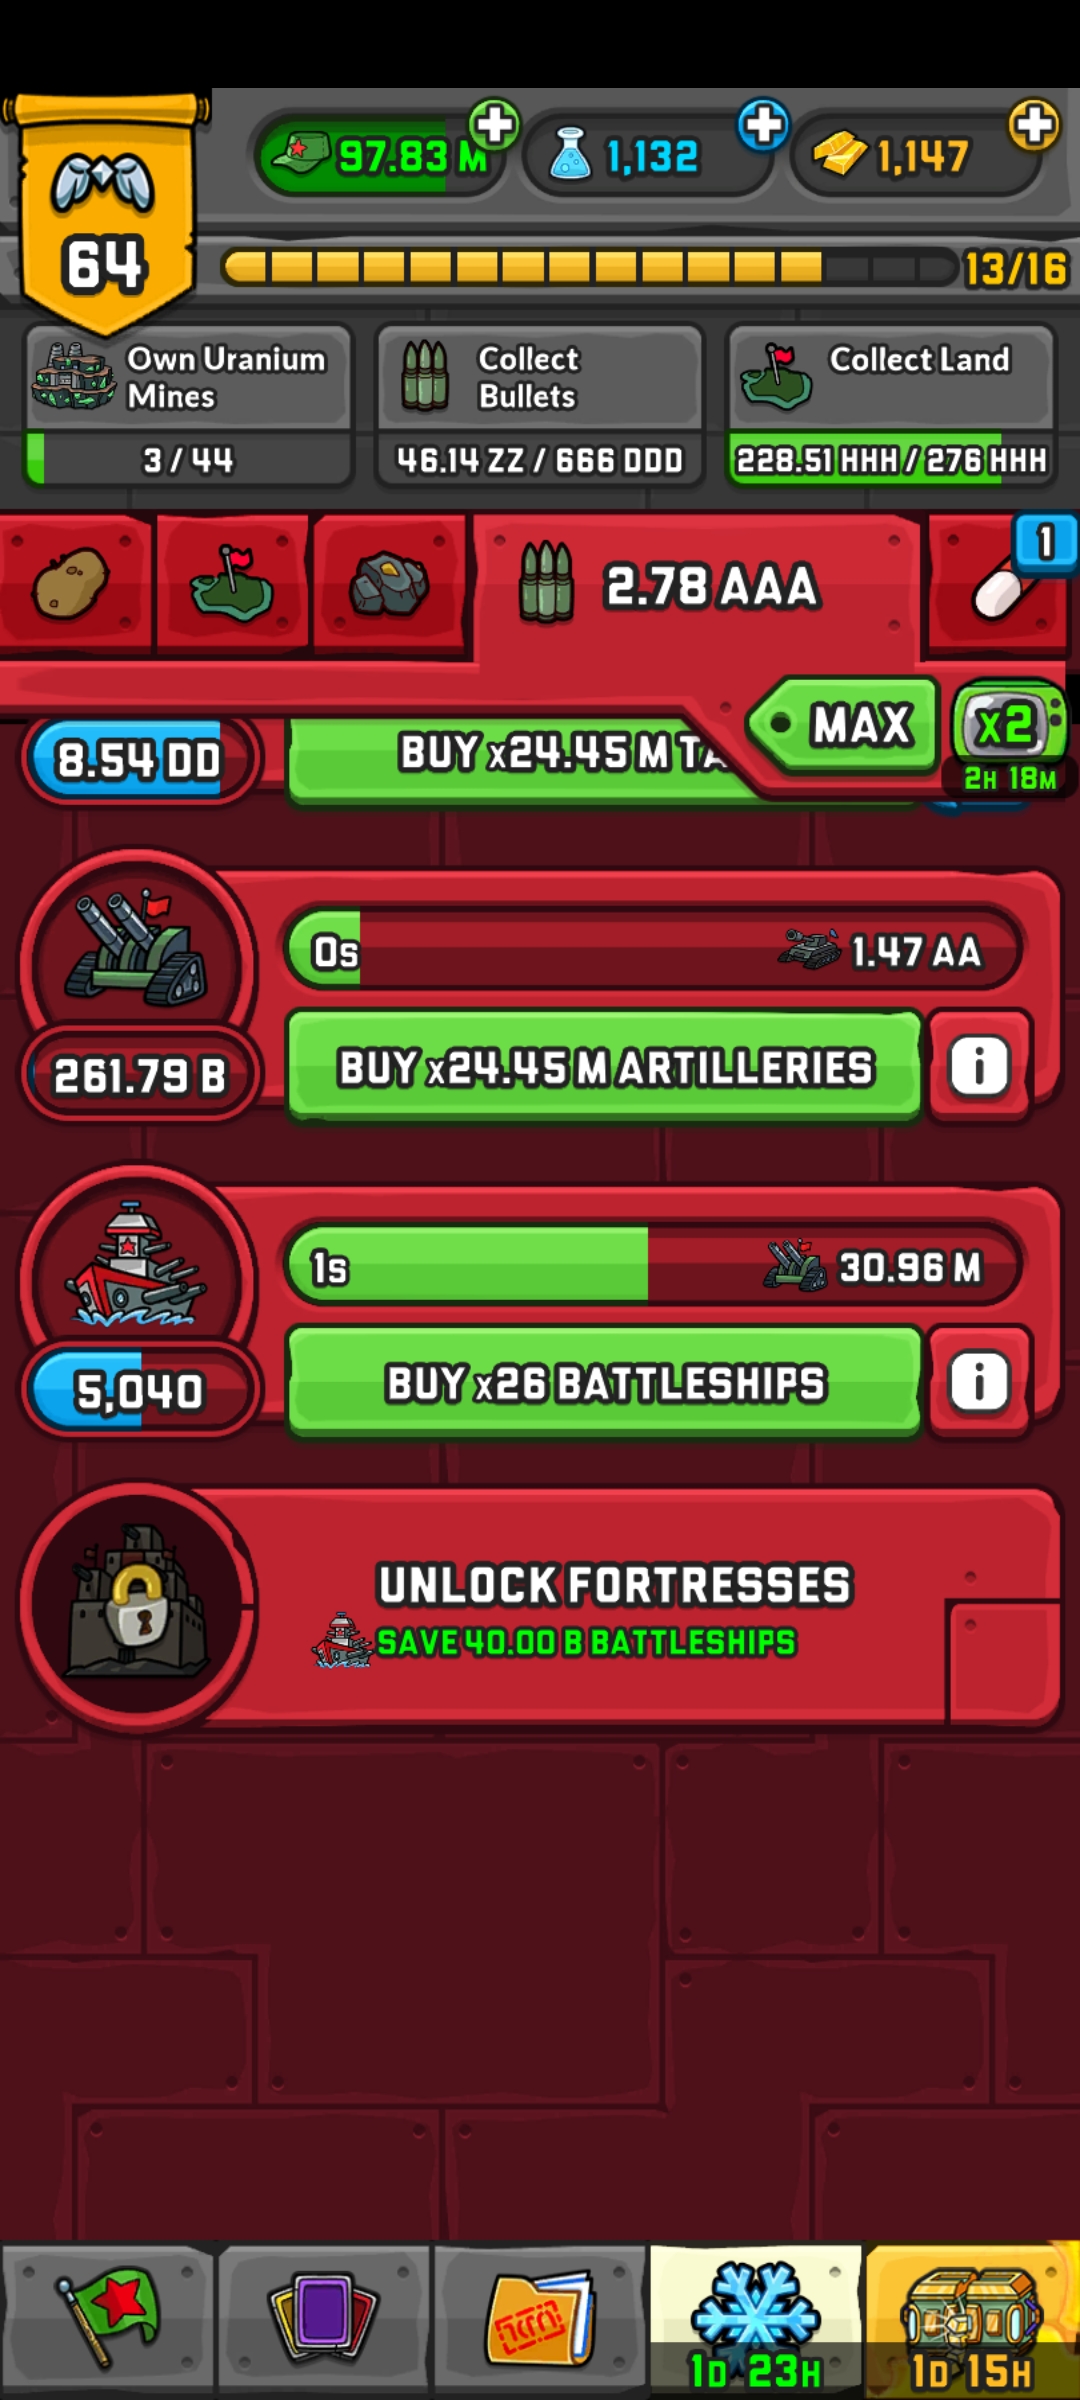 97.83 M
1,132
1,147
64
13/16
Own Uranium
Mines
3 / 44
Collect
Bullets
46.14 ZZ / 666 DDD
Collect Land
228.51 HHH / 276 HHH
2.78 AAA
1
MAX
x2
2H 18M
8.54 DD
BUY x24.45 M TA
0s
1.47 AA
261.79 B
BUY x24.45 M ARTILLERIES
i
1s
30.96 M
5,040
BUY x26 BATTLESHIPS
i
UNLOCK FORTRESSES
SAVE 40.00 B BATTLESHIPS
1D 23H
1D 15H